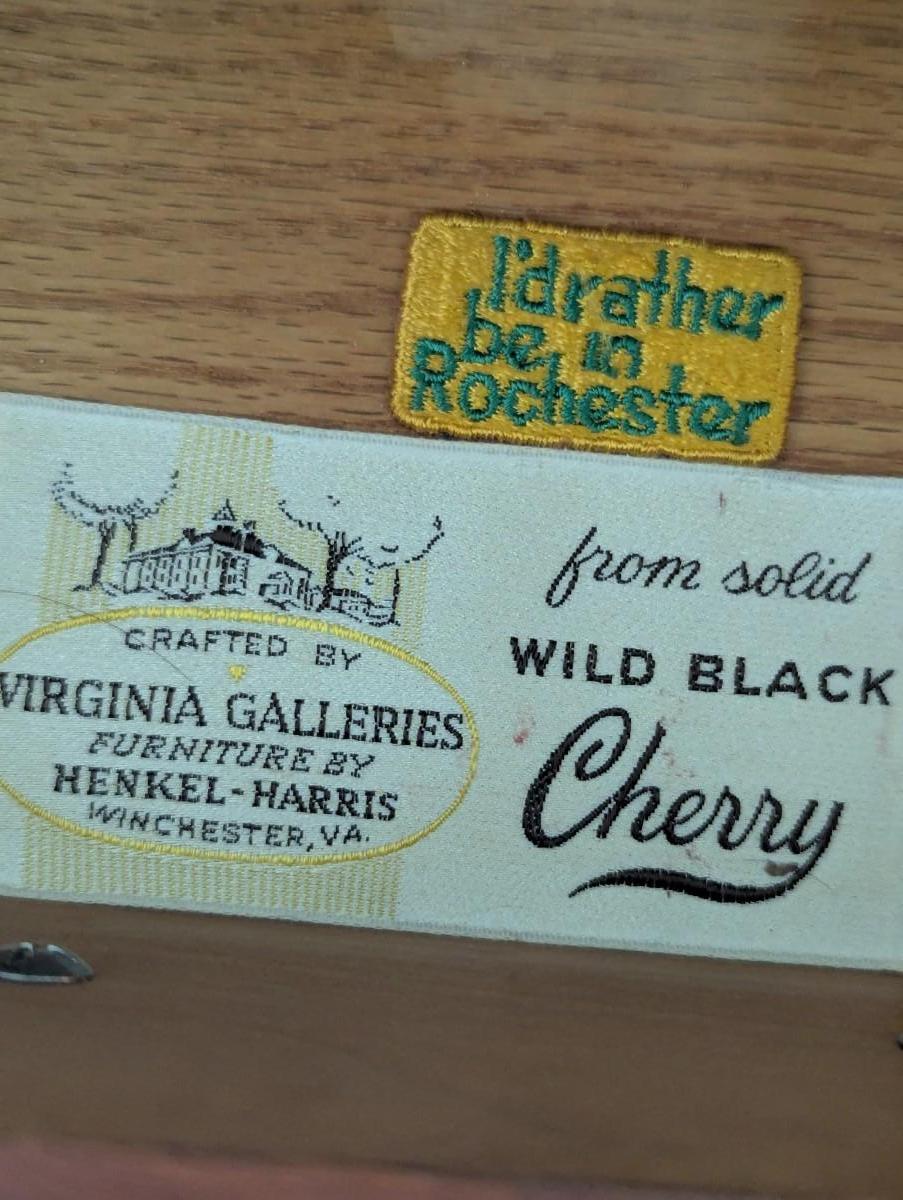 I'd rather
be in
Rochester
CRAFTED BY
VIRGINIA GALLERIES
FURNITURE BY
HENKEL-HARRIS
WINCHESTER, VA.
from solid
WILD BLACK
Cherry